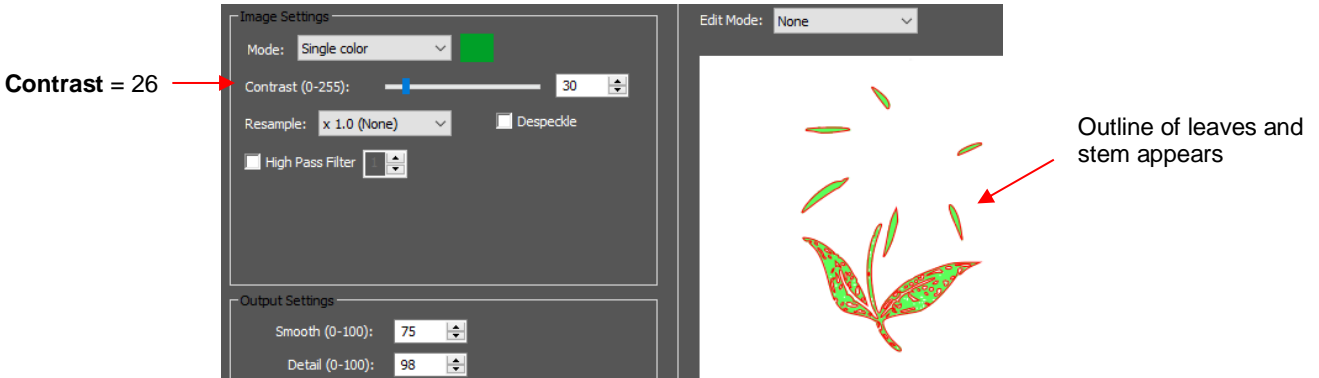 Image Settings
Edit Mode: None
Mode: Single color
Contrast = 26
Contrast (0-255): 30
Resample: x 1.0 (None) Despeckle
High Pass Filter 1
Outline of leaves and
stem appears
Output Settings
Smooth (0-100): 75
Detail (0-100): 98